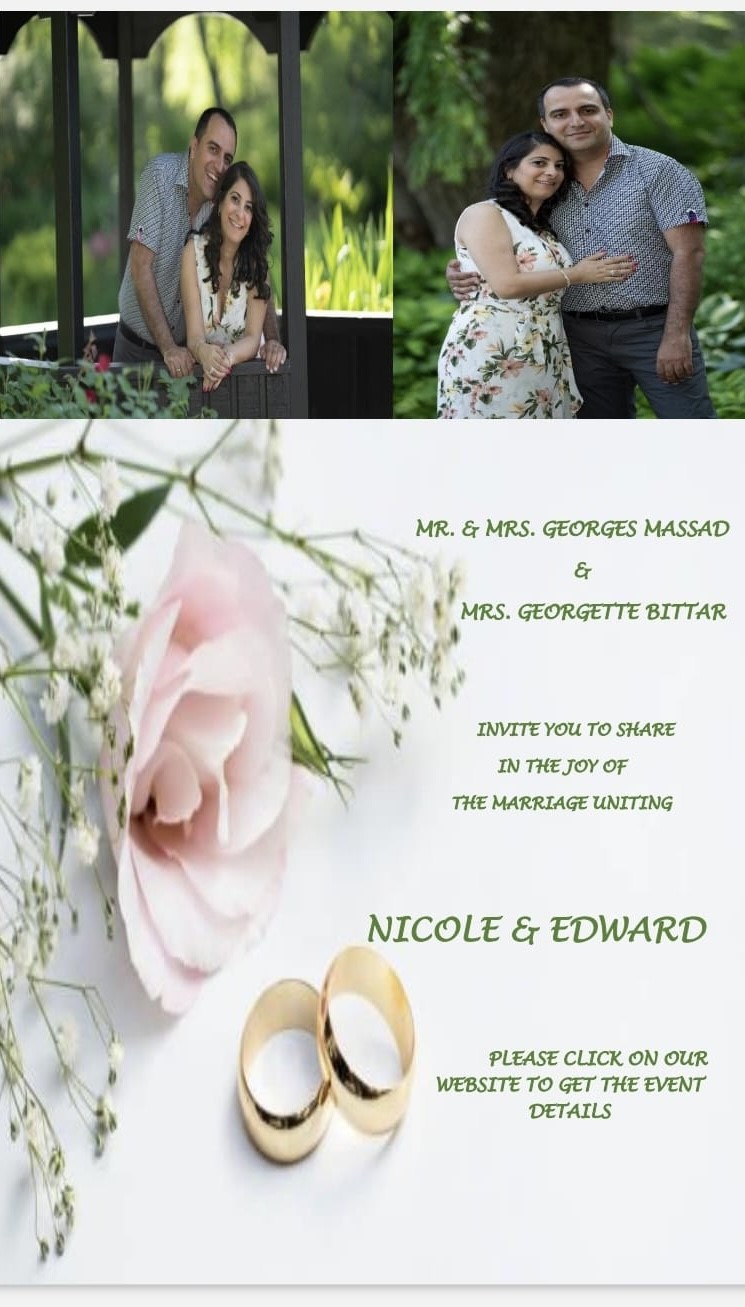 MR. & MRS. GEORGES MASSAD
&
MRS. GEORGETTE BITTAR
INVITE YOU TO SHARE
IN THE JOY OF
THE MARRIAGE UNITING
NICOLE & EDWARD
PLEASE CLICK ON OUR
WEBSITE TO GET THE EVENT
DETAILS